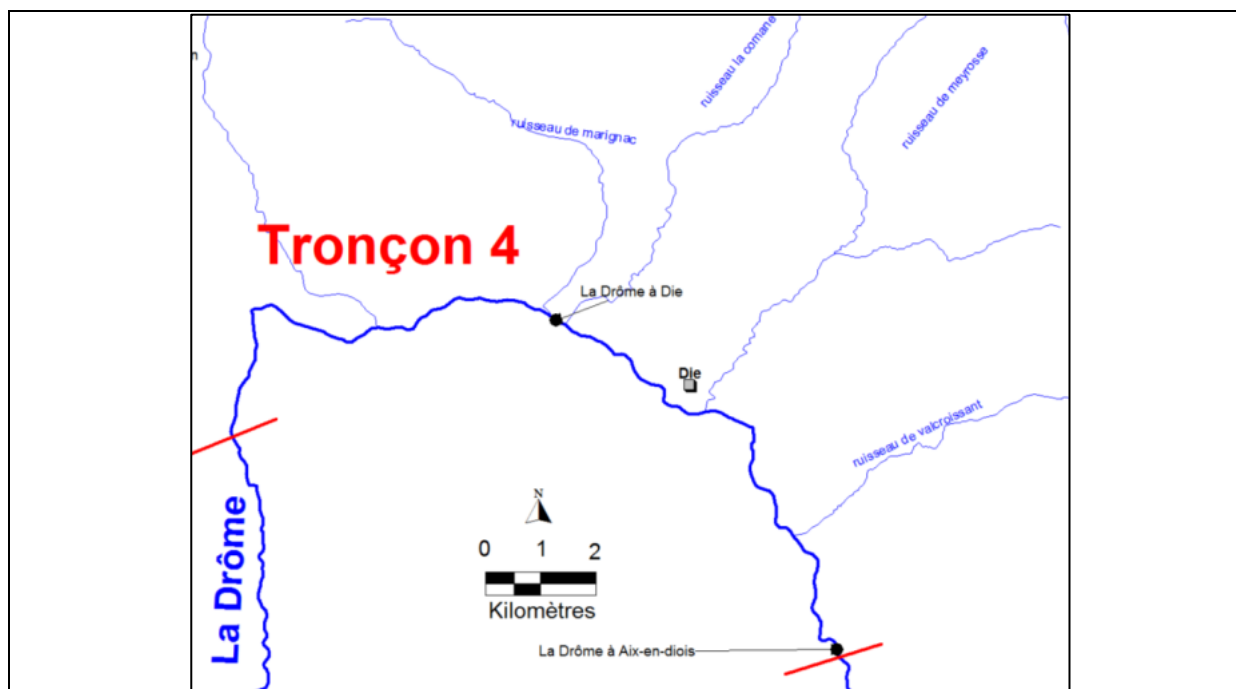 n
ruisseau la comane
ruisseau de meyrosse
ruisseau de marignac
Tronçon 4
La Drôme à Die
Die
ruisseau de valcroissant
La Drôme
N
0 1 2
Kilomètres
La Drôme à Aix-en-diois